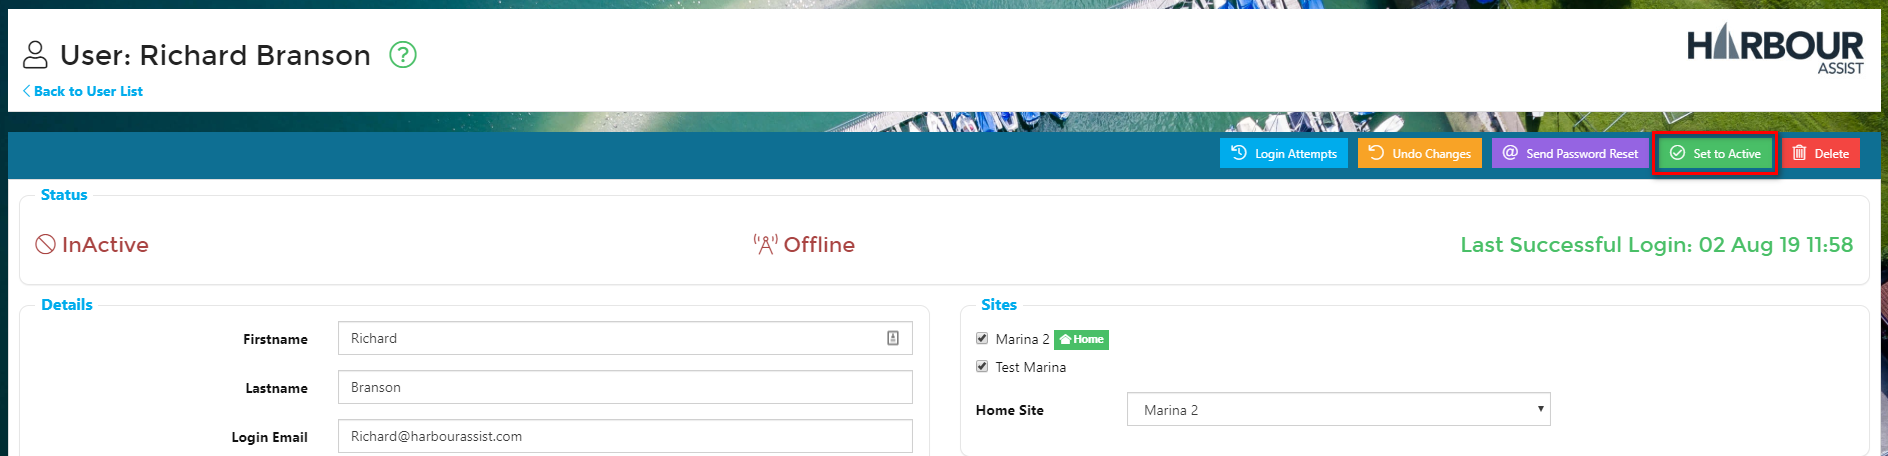 User: Richard Branson ?
Back to User List
HARBOUR
ASSIST
Login Attempts Undo Changes @ Send Password Reset Set to Active Delete
Status
InActive Offline Last Successful Login: 02 Aug 19 11:58
Details
Firstname Richard
Lastname Branson
Login Email Richard@harbourassist.com
Sites
Marina 2 Home
Test Marina
Home Site Marina 2